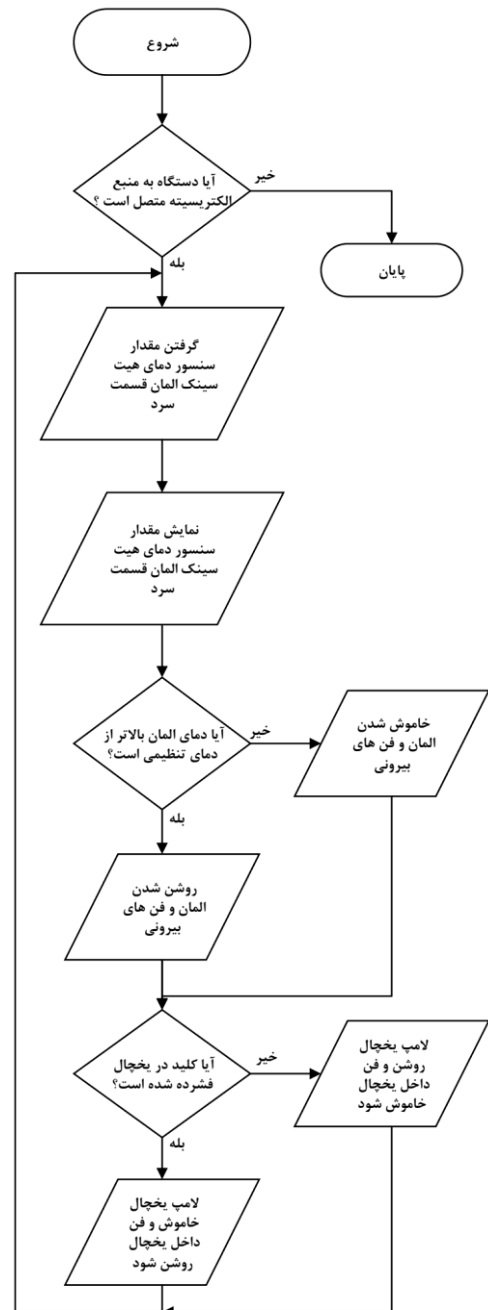 شروع
آیا دستگاه به منبع
الکتریسیته متصل است ؟
خیر
پایان
بله
گرفتن مقدار
سنسور دمای هیت
سینک المان قسمت
سرد
نمایش مقدار
سنسور دمای هیت
سینک المان قسمت
سرد
آیا دمای المان بالاتر از
دمای تنظیمی است؟
خیر
خاموش شدن
المان و فن های
بیرونی
بله
روشن شدن
المان و فن های
بیرونی
آیا کلید در یخچال
فشرده شده است؟
خیر
لامپ یخچال
روشن و فن
داخل یخچال
خاموش شود
بله
لامپ یخچال
خاموش و فن
داخل یخچال
روشن شود